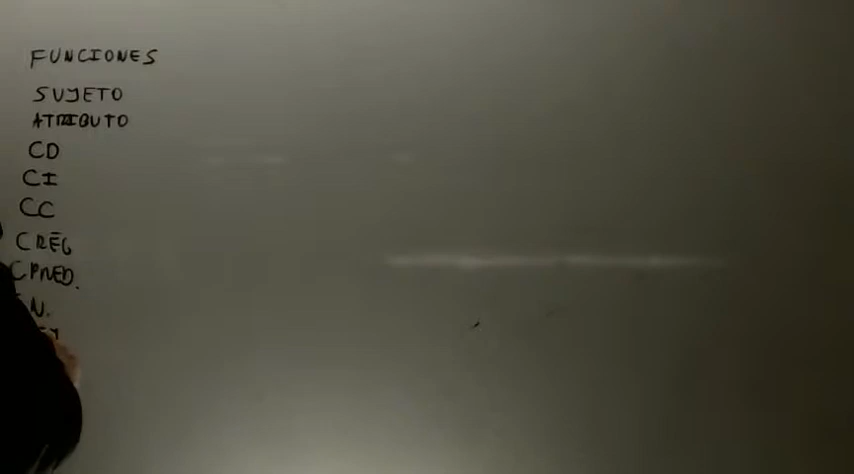 FUNCIONES
SUJETO
ATRIBUTO
CD
CI
CC
CREG
CPRED.
N.